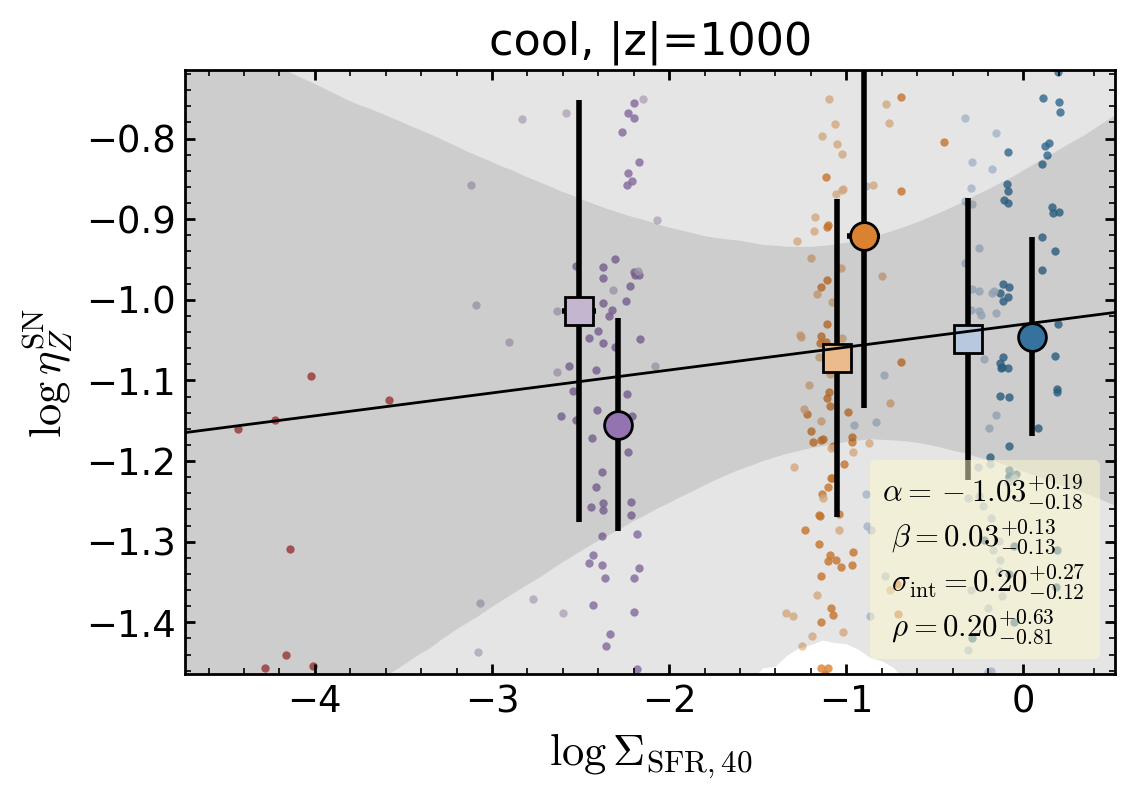 cool, |z|=1000
log η_Z^SN
−0.8
−0.9
−1.0
−1.1
−1.2
−1.3
−1.4
α = −1.03^{+0.19}_{−0.18}
β = 0.03^{+0.13}_{−0.13}
σ_int = 0.20^{+0.27}_{−0.12}
ρ = 0.20^{+0.63}_{−0.81}
−4 −3 −2 −1 0
log Σ_{SFR, 40}